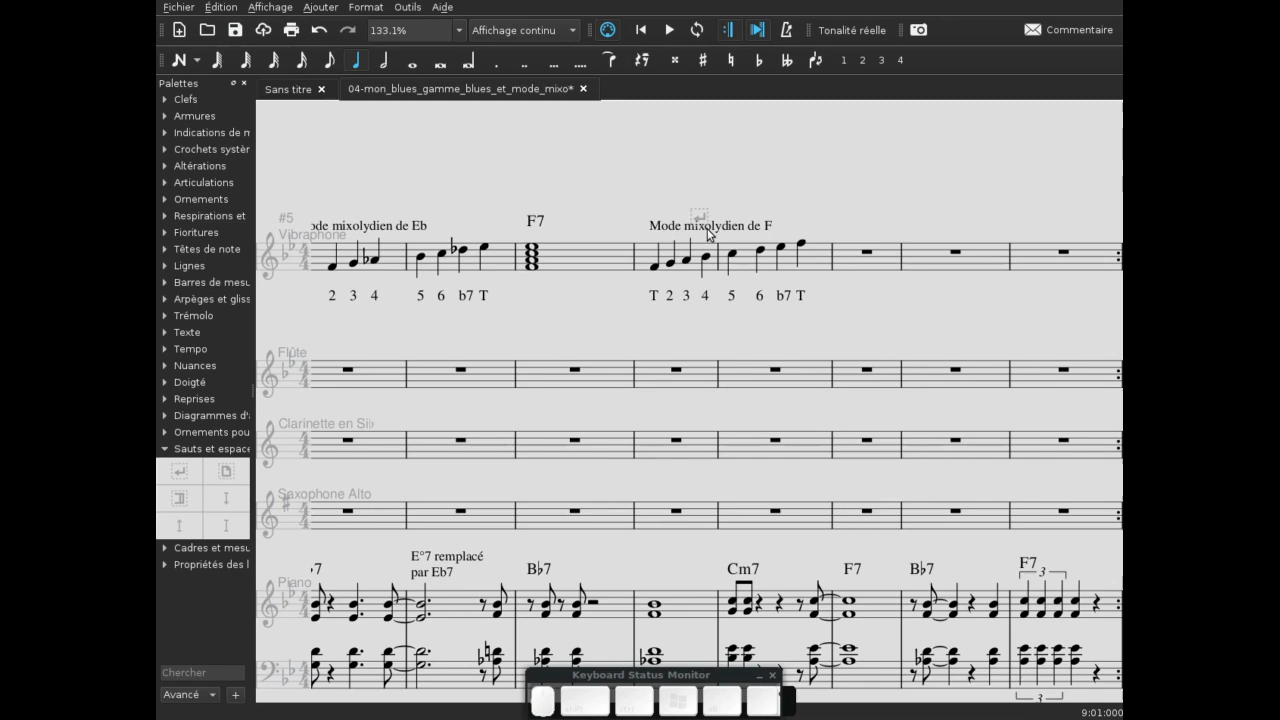 Fichier Édition Affichage Ajouter Format Outils Aide
133.1% Affichage continu Tonalité réelle Commentaire
1 2 3 4
Palettes
Sans titre 04-mon_blues_gamme_blues_et_mode_mixo*
Clefs
Armures
Indications de m
Crochets systèr
Altérations
Articulations
Ornements
Respirations et
Fioritures
Têtes de note
Lignes
Barres de mesu
Arpèges et gliss
Trémolo
Texte
Tempo
Nuances
Doigté
Reprises
Diagrammes d'
Ornements pou
Sauts et espace
Cadres et mesu
Propriétés des l
Chercher
Avancé
#5
Vibraphone
ode mixolydien de Eb F7 Mode mixolydien de F
2 3 4 5 6 b7 T T 2 3 4 5 6 b7 T
Flûte
Clarinette en Si♭
Saxophone Alto
Piano
7 E°7 remplacé
par Eb7 B♭7 Cm7 F7 B♭7 F7
3
3
Keyboard Status Monitor
9:01:000